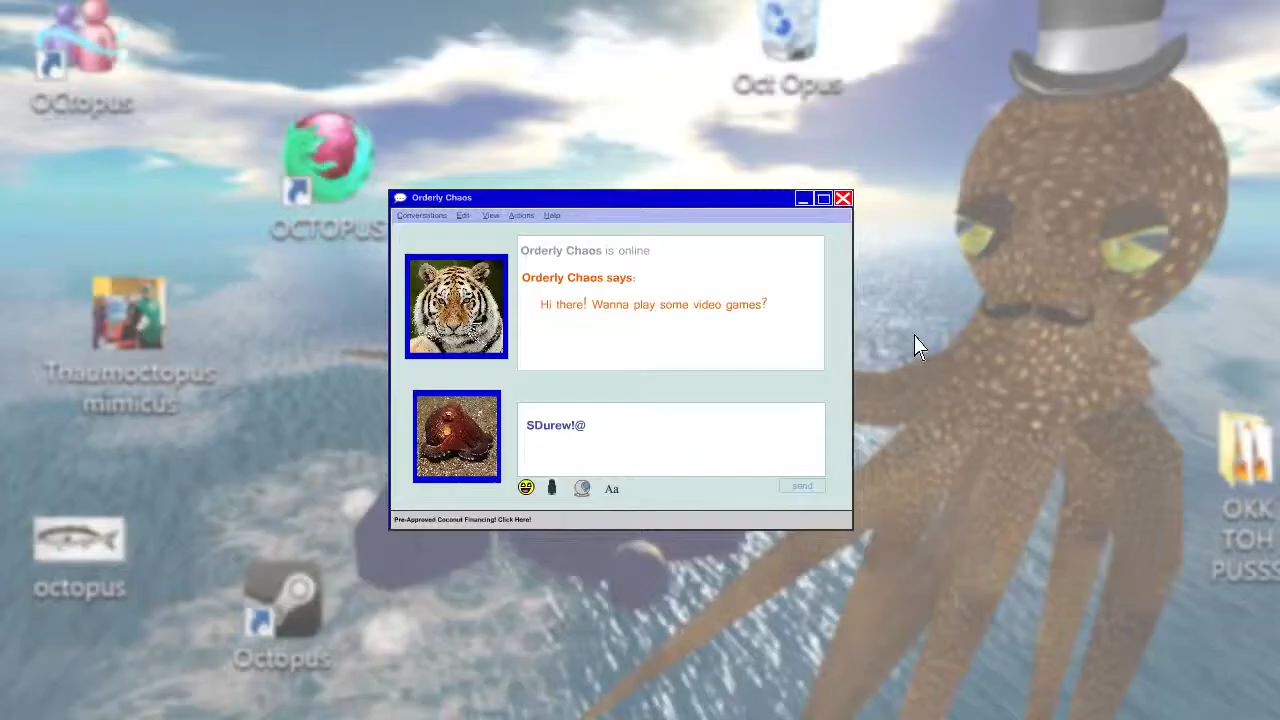 OCtopus
Oct Opus
OCTOPUS
Orderly Chaos
Conversations Edit View Actions Help
Orderly Chaos is online
Orderly Chaos says:
Hi there! Wanna play some video games?
Thaumoctopus
mimicus
SDurew!@
Aa
send
Pre-Approved Coconut Financing! Click Here!
OKK
TOH
PUSSS
octopus
Octopus